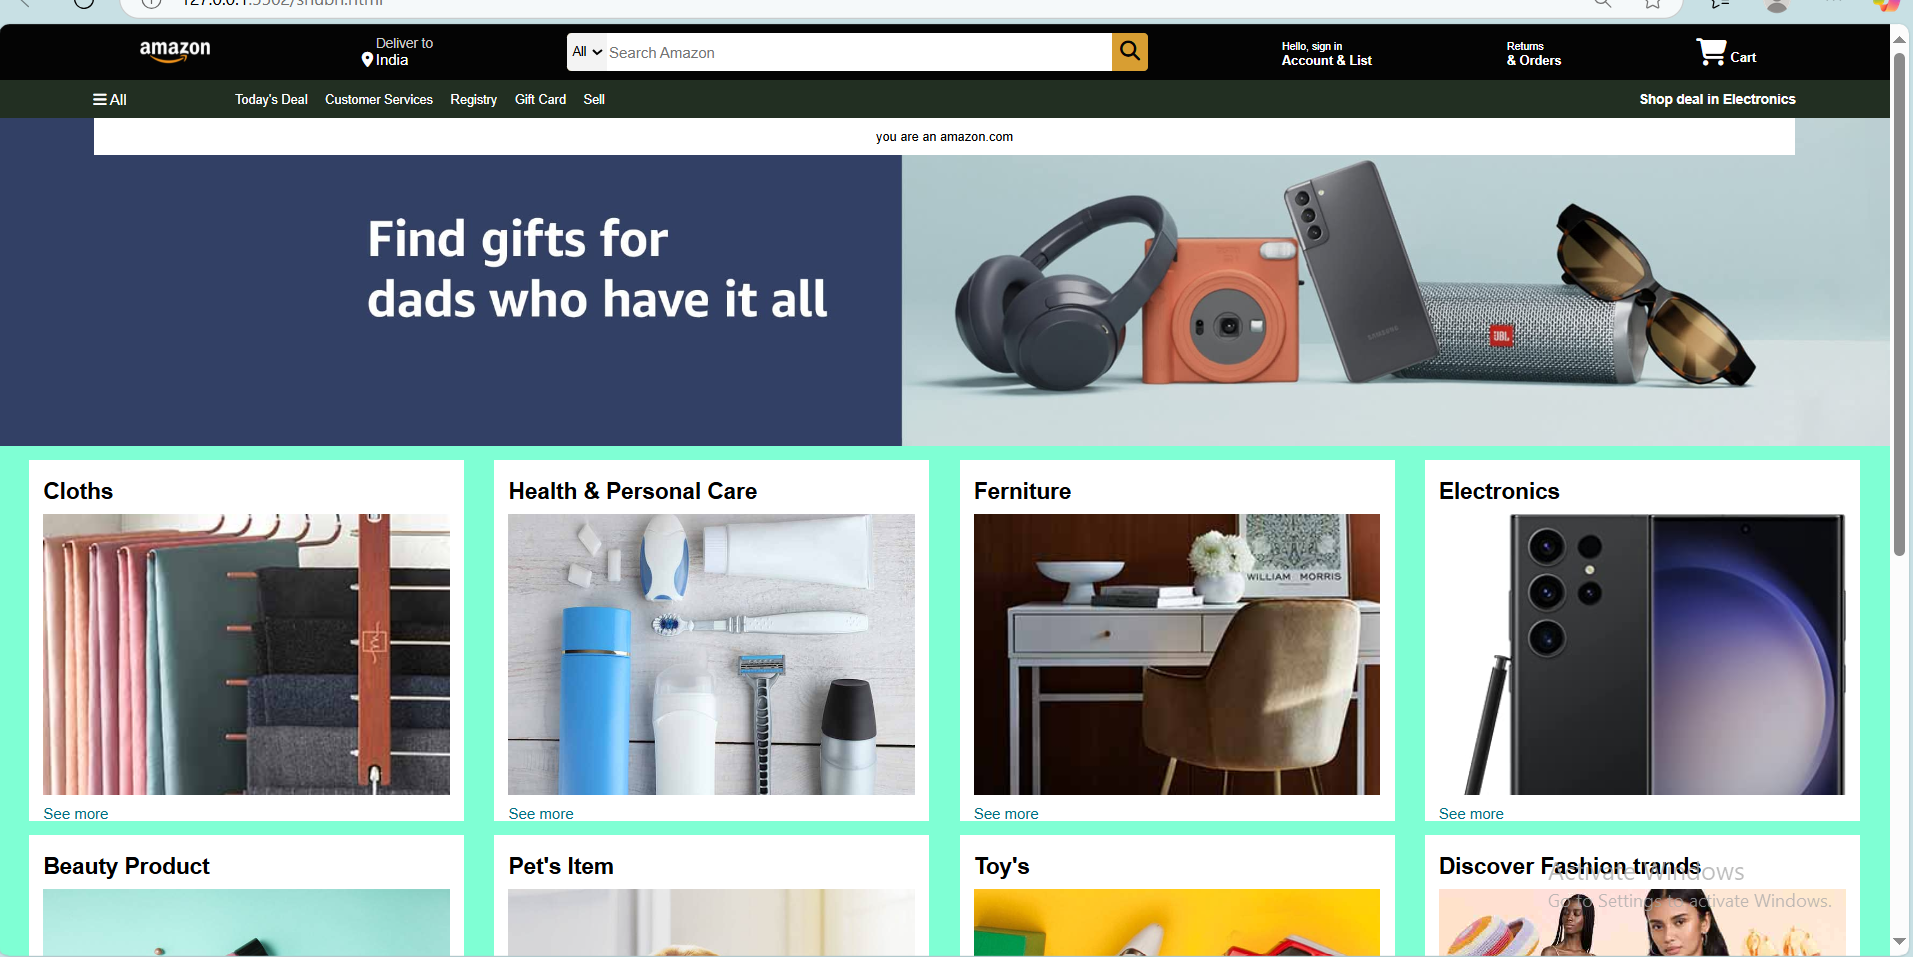 127.0.0.1:5502/shubh.html
amazon
Deliver to
India
All
Search Amazon
Hello, sign in
Account & List
Returns
& Orders
Cart
All
Today's Deal
Customer Services
Registry
Gift Card
Sell
Shop deal in Electronics
you are an amazon.com
Find gifts for
dads who have it all
SAMSUNG
JBL
Cloths
Health & Personal Care
Ferniture
Electronics
WILLIAM MORRIS
See more
See more
See more
See more
Beauty Product
Pet's Item
Toy's
Discover Fashion trands
Activate Windows
Go to Settings to activate Windows.